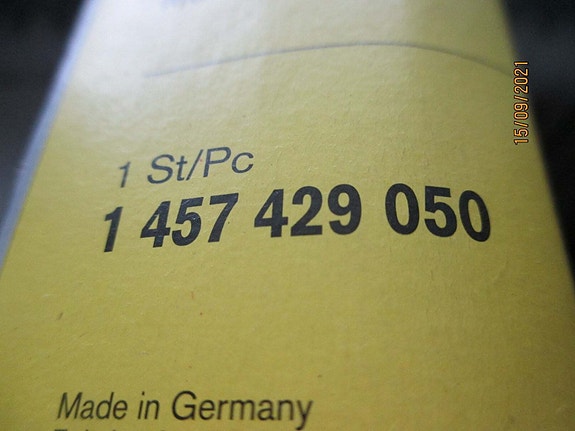 15/09/2021
1 St/Pc
1 457 429 050
Made in Germany